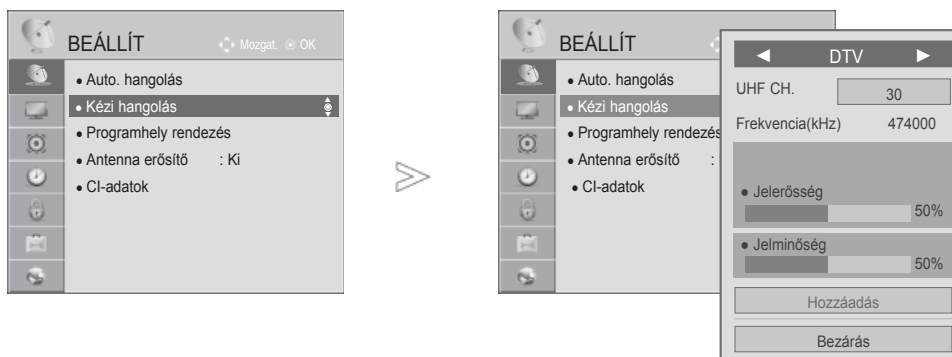 BEÁLLÍT
Mozgat. OK
• Auto. hangolás
• Kézi hangolás
• Programhely rendezés
• Antenna erősítő : Ki
• CI-adatok
>
BEÁLLÍT
• Auto. hangolás
• Kézi hangolás
• Programhely rendezés
• Antenna erősítő :
• CI-adatok
◄ DTV ►
UHF CH. 30
Frekvencia(kHz) 474000
• Jelerősség
50%
• Jelminőség
50%
Hozzáadás
Bezárás